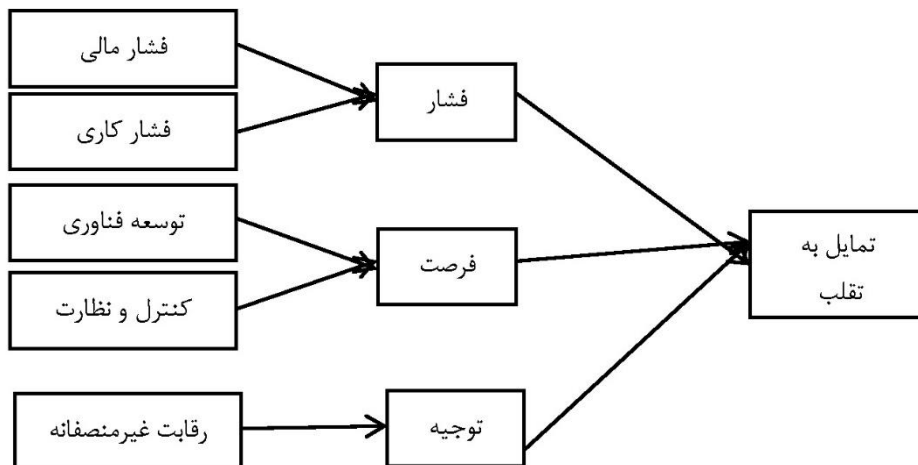 فشار مالی
فشار کاری
فشار
توسعه فناوری
کنترل و نظارت
فرصت
رقابت غیرمنصفانه
توجیه
تمایل به
تقلب